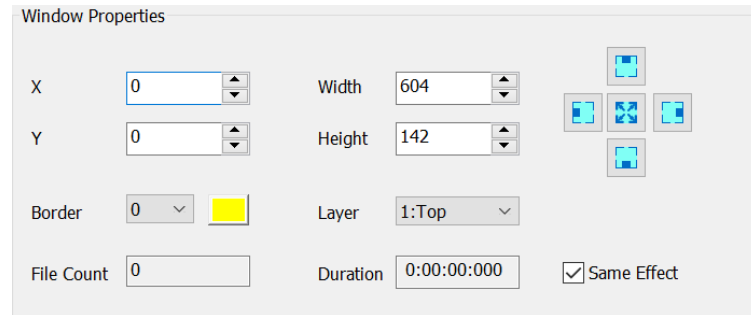 Window Properties
X 0 Width 604
Y 0 Height 142
Border 0 Layer 1:Top
File Count 0 Duration 0:00:00:000 Same Effect